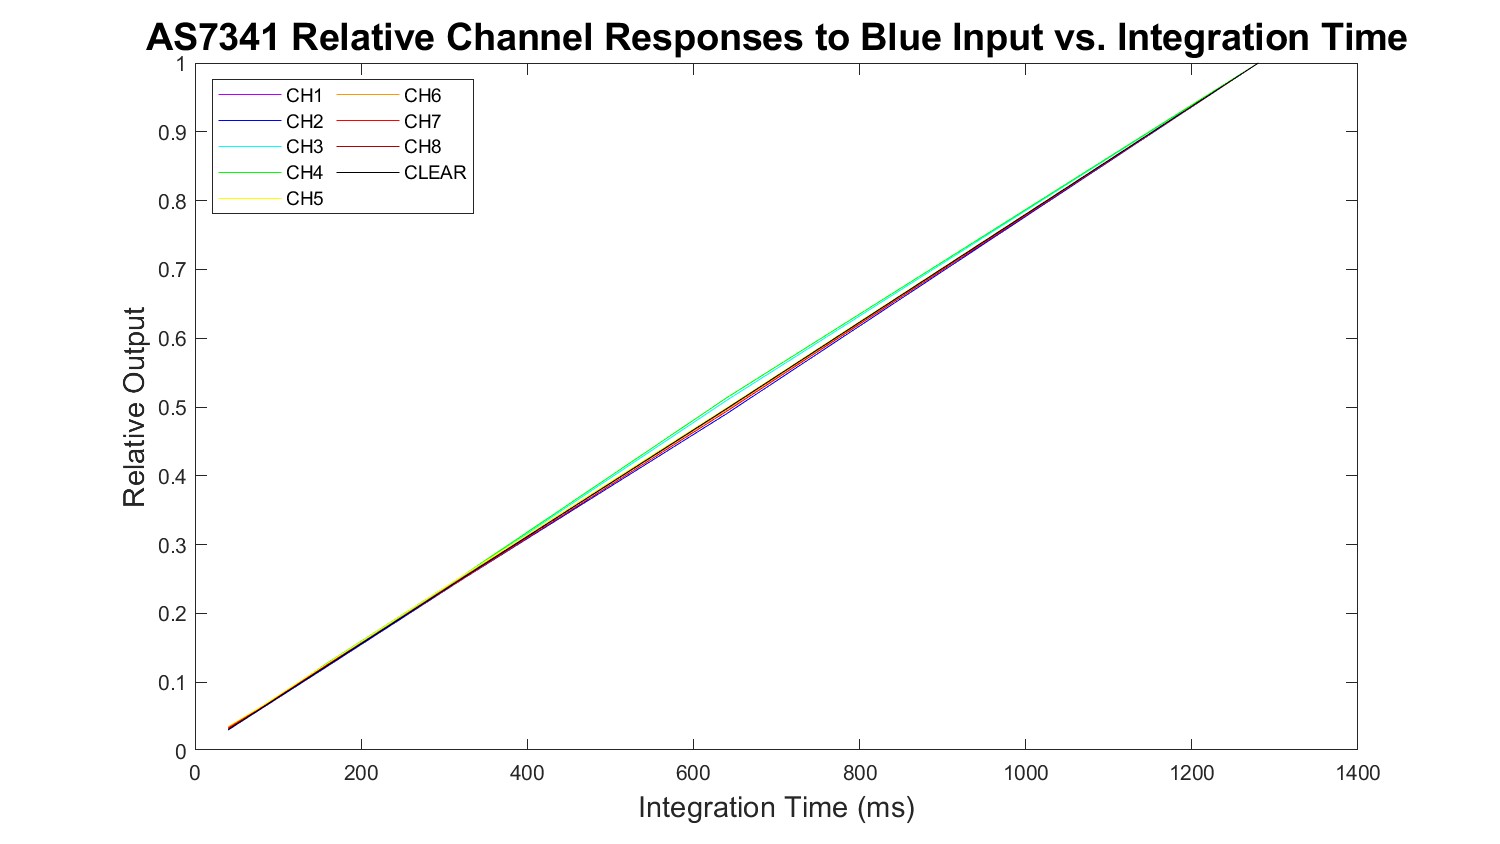 AS7341 Relative Channel Responses to Blue Input vs. Integration Time
CH1
CH2
CH3
CH4
CH5
CH6
CH7
CH8
CLEAR
Relative Output
1
0.9
0.8
0.7
0.6
0.5
0.4
0.3
0.2
0.1
0
0 200 400 600 800 1000 1200 1400
Integration Time (ms)